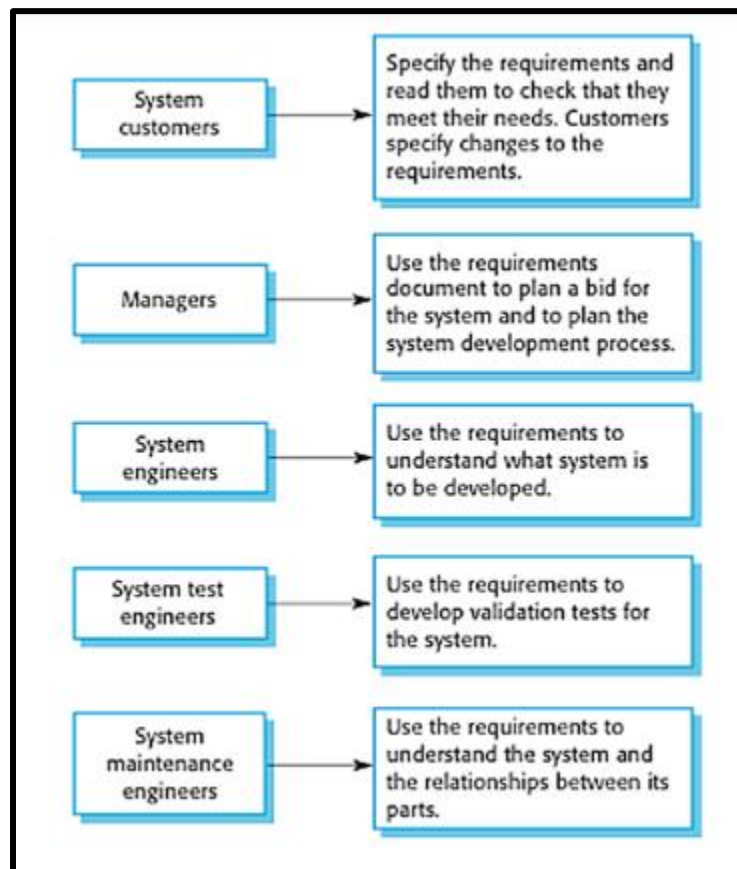 System
customers
Specify the requirements and
read them to check that they
meet their needs. Customers
specify changes to the
requirements.
Managers
Use the requirements
document to plan a bid for
the system and to plan the
system development process.
System
engineers
Use the requirements to
understand what system is
to be developed.
System test
engineers
Use the requirements to
develop validation tests for
the system.
System
maintenance
engineers
Use the requirements to
understand the system and
the relationships between its
parts.